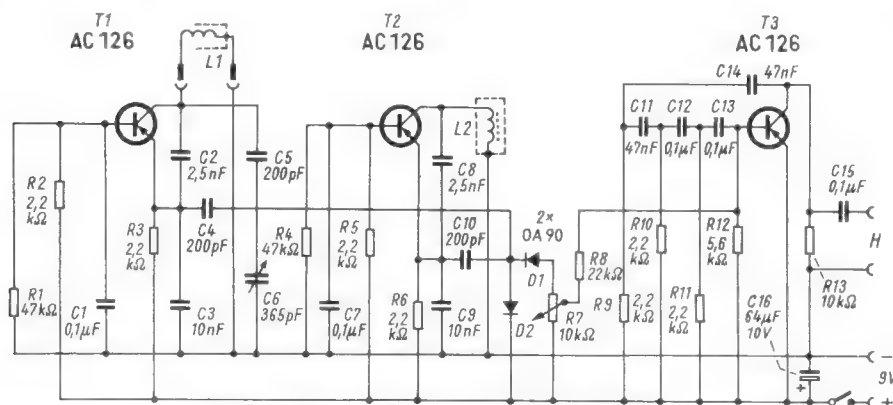 T1
AC 126
L1
T2
AC 126
L2
T3
AC 126
C14 47nF
C11
47nF
C12
0,1µF
C13
0,1µF
C2
2,5nF
C5
200pF
C8
2,5nF
C15
0,1µF
R2
2,2
kΩ
R3
2,2
kΩ
C4
200pF
R4
47kΩ
R5
2,2
kΩ
C10
200pF
2×
OA 90
D1
R8
22kΩ
R10
2,2
kΩ
R12
5,6
kΩ
H
R1
47kΩ
C1
0,1µF
C3
10nF
C6
365pF
C7
0,1µF
R6
2,2
kΩ
C9
10nF
D2
R7
10kΩ
R9
2,2
kΩ
R11
2,2
kΩ
C16
64µF
10V
R13
10kΩ
−
9V
+
+